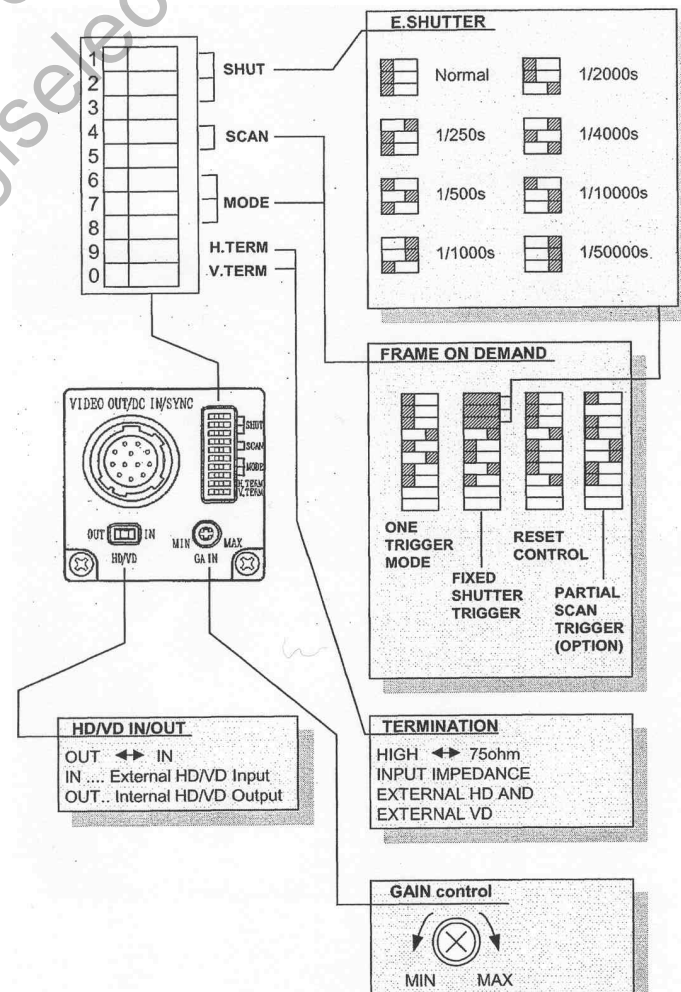 1
2
3
4
5
6
7
8
9
0
SHUT
SCAN
MODE
H.TERM
V.TERM
E.SHUTTER
Normal 1/2000s
1/250s 1/4000s
1/500s 1/10000s
1/1000s 1/50000s
FRAME ON DEMAND
ONE
TRIGGER
MODE
FIXED
SHUTTER
TRIGGER
RESET
CONTROL
PARTIAL
SCAN
TRIGGER
(OPTION)
VIDEO OUT/DC IN/SYNC
SHUT
SCAN
MODE
H.TERM
V.TERM
OUT IN
HD/VD
MIN MAX
GAIN
HD/VD IN/OUT
OUT ◄► IN
IN .... External HD/VD Input
OUT.. Internal HD/VD Output
TERMINATION
HIGH ◄► 75ohm
INPUT IMPEDANCE
EXTERNAL HD AND
EXTERNAL VD
GAIN control
MIN MAX